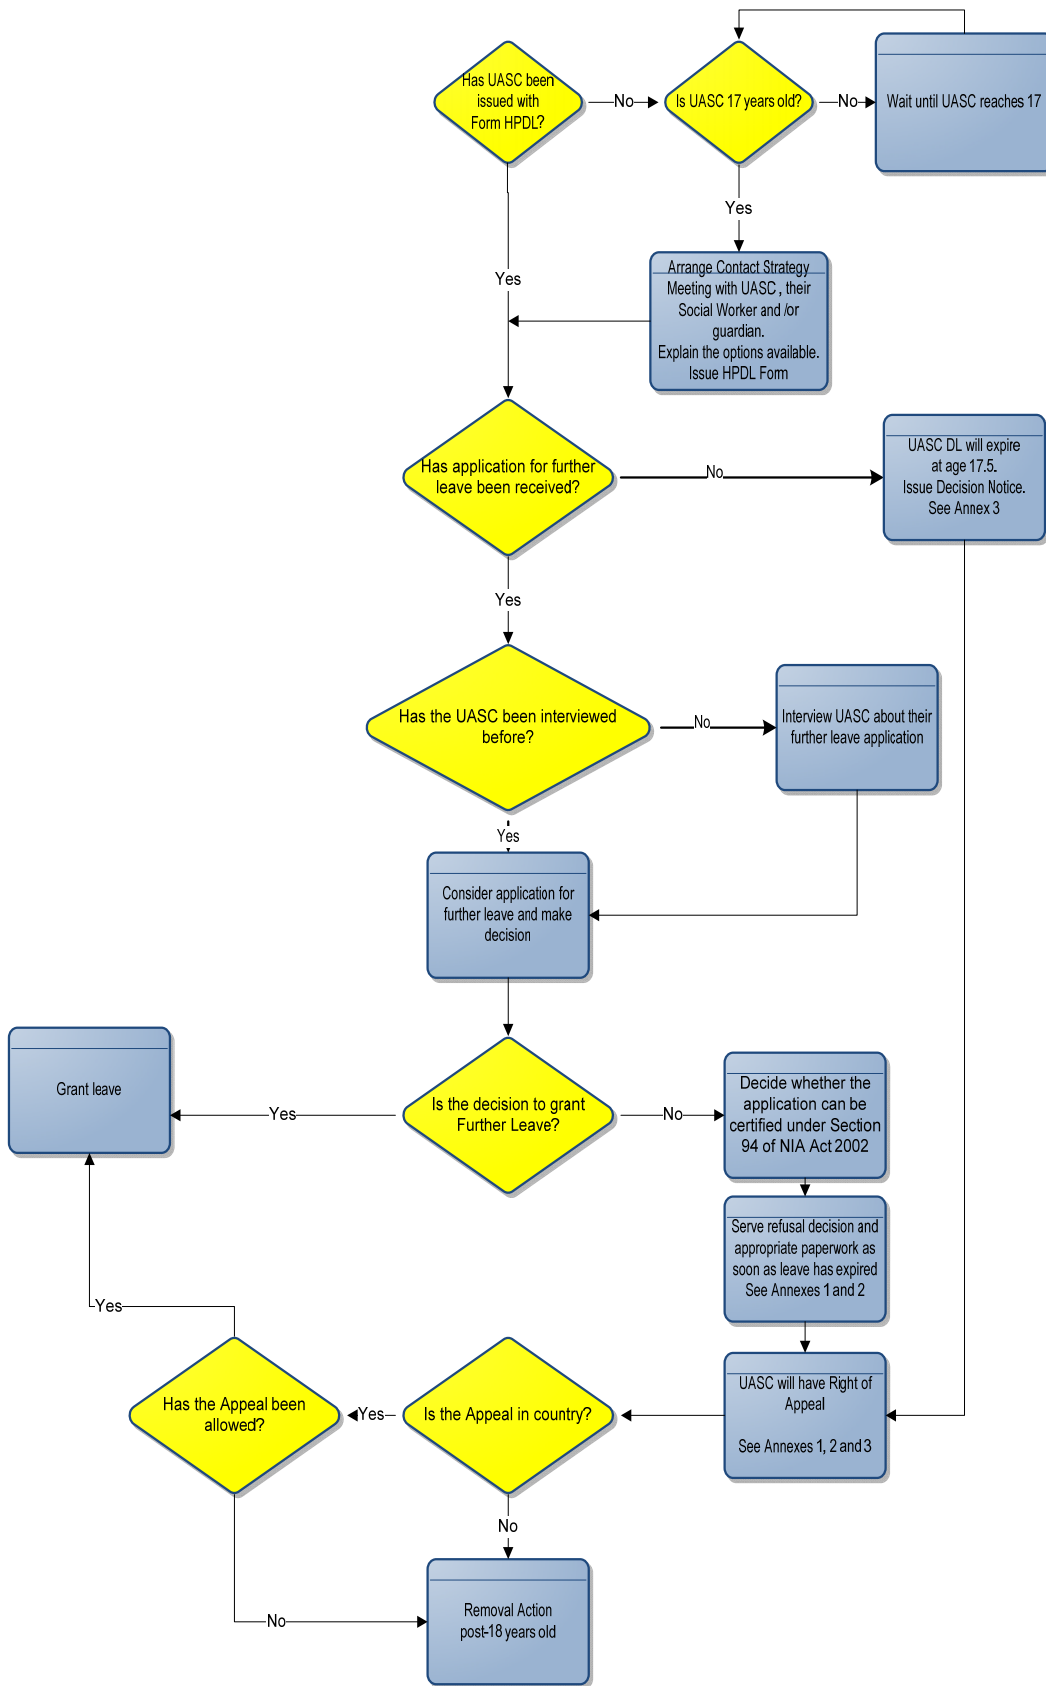 Has UASC been
issued with
Form HPDL?
No
Is UASC 17 years old?
No
Wait until UASC reaches 17
Yes
Yes
Arrange Contact Strategy
Meeting with UASC , their
Social Worker and /or
guardian.
Explain the options available.
Issue HPDL Form
Has application for further
leave been received?
No
UASC DL will expire
at age 17.5.
Issue Decision Notice.
See Annex 3
Yes
Has the UASC been interviewed
before?
No
Interview UASC about their
further leave application
Yes
Consider application for
further leave and make
decision
Grant leave
Yes
Is the decision to grant
Further Leave?
No
Decide whether the
application can be
certified under Section
94 of NIA Act 2002
Serve refusal decision and
appropriate paperwork as
soon as leave has expired
See Annexes 1 and 2
Yes
Has the Appeal been
allowed?
Yes
Is the Appeal in country?
UASC will have Right of
Appeal
See Annexes 1, 2 and 3
No
No
Removal Action
post-18 years old